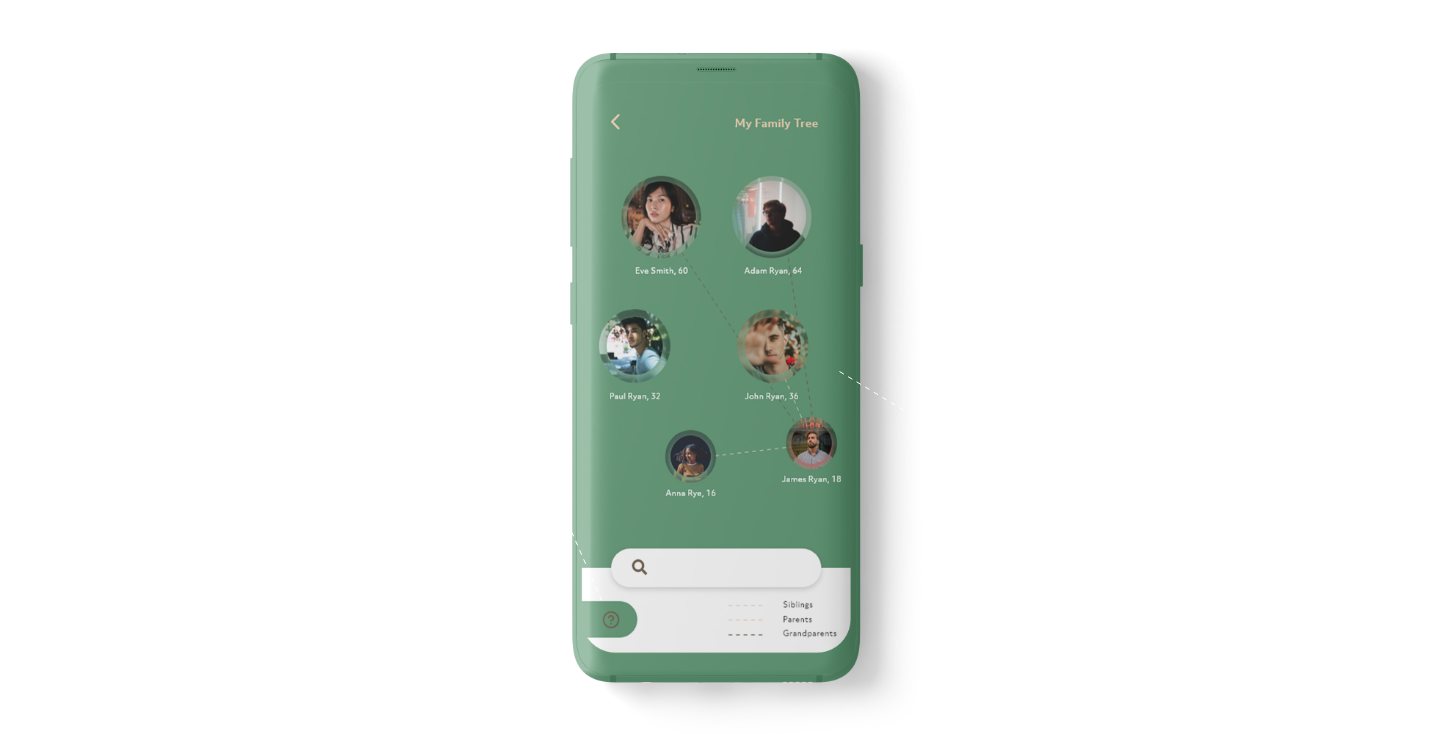 My Family Tree
Eve Smith, 60
Adam Ryan, 64
Paul Ryan, 32
John Ryan, 36
James Ryan, 18
Anna Rye, 16
Siblings
Parents
Grandparents